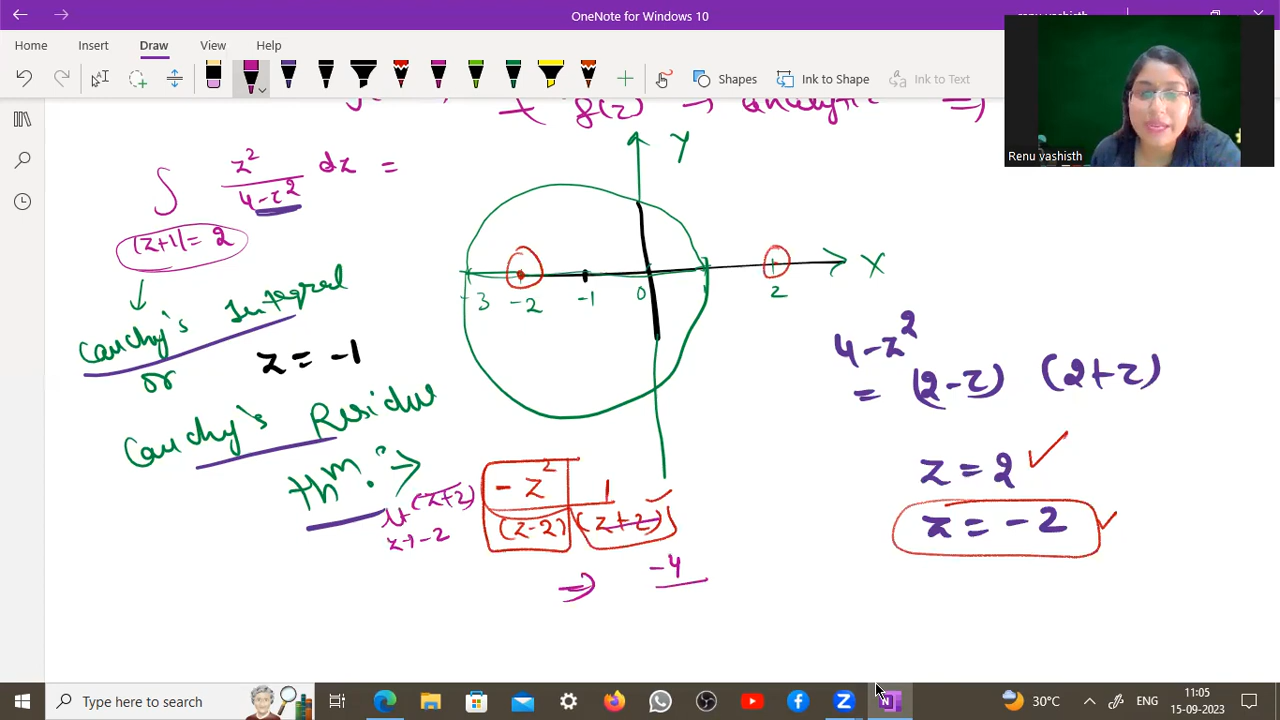 OneNote for Windows 10
renu vashisth
Home Insert Draw View Help
Shapes
Ink to Shape
Ink to Text
Renu vashisth
f(z) → analytic ⇒
∫ z² / 4-z² dz =
|z+1| = 2
Y
X
-3 -2 -1 0 2
Cauchy's Integral
or
z = -1
Cauchy's Residue
thm. →
4-z²
= (2-z) (2+z)
z = 2 ✓
z = -2 ✓
lt z→-2 (z+2) -z² / (z-2) 1 / (z+2)
⇒ -4
Type here to search
30°C
ENG
11:05
15-09-2023